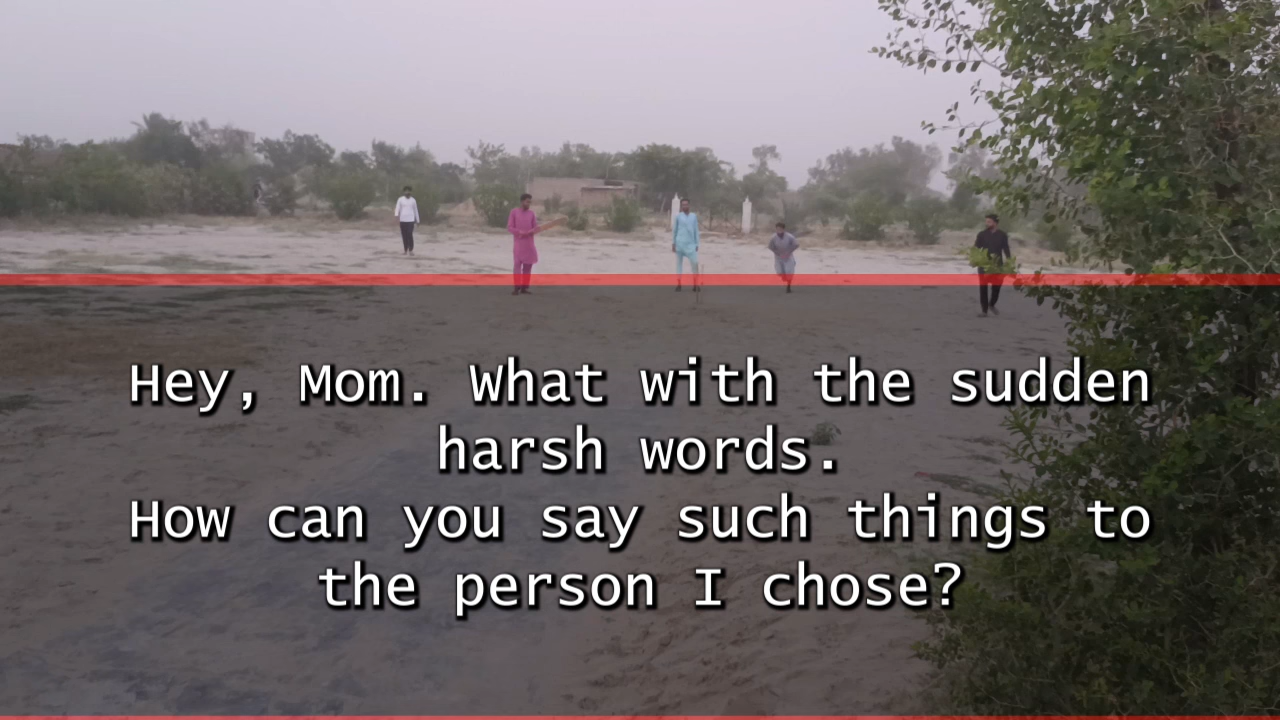 Hey, Mom. What with the sudden
harsh words.
How can you say such things to
the person I chose?